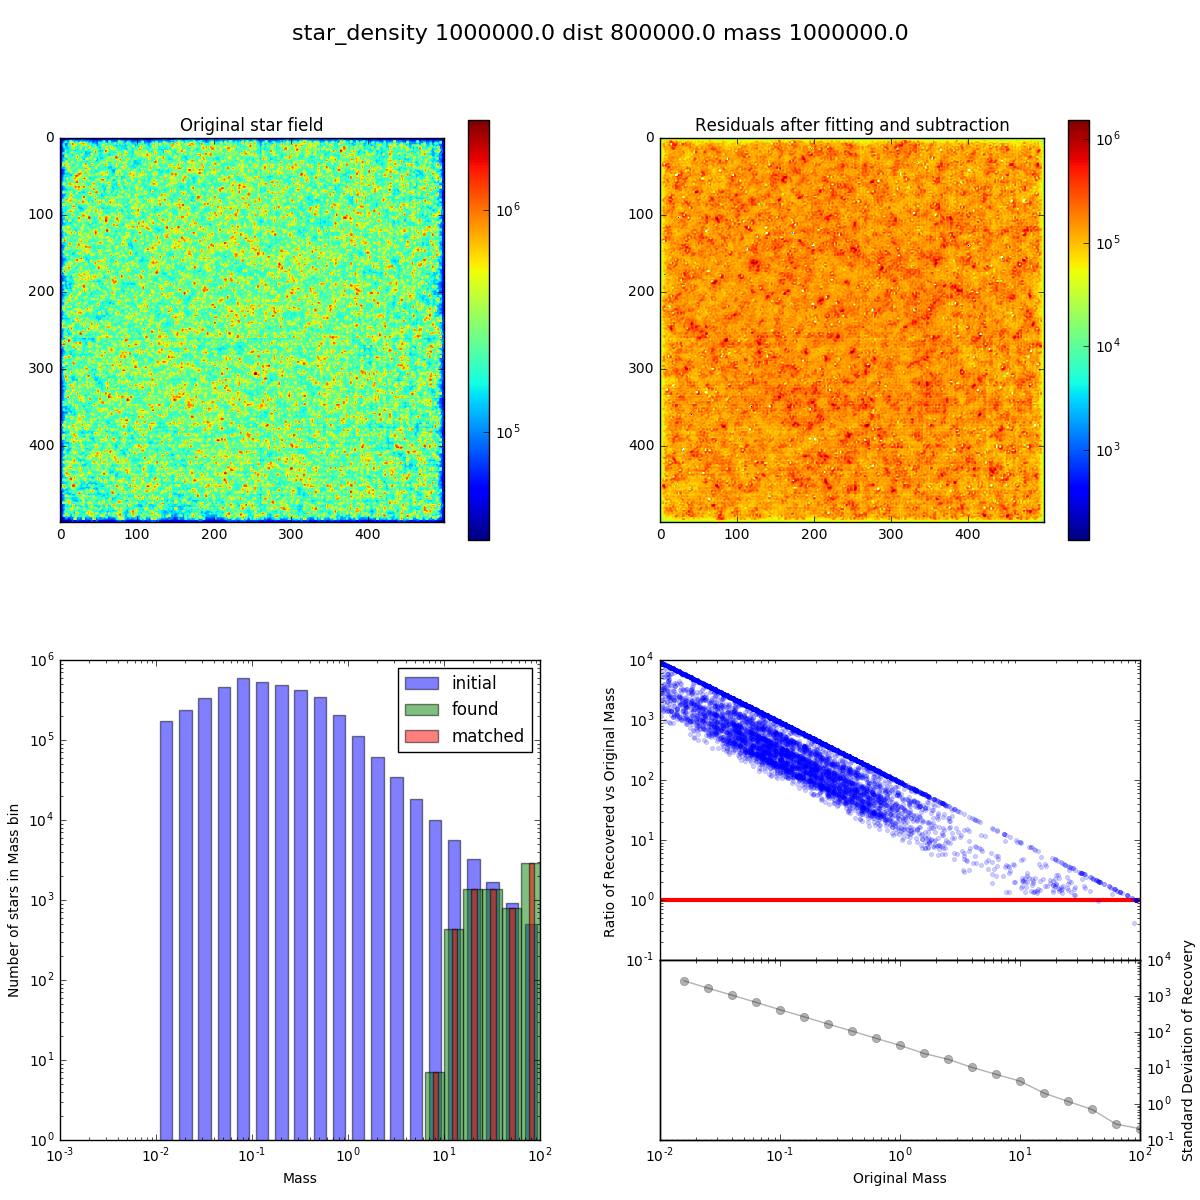 star_density 1000000.0 dist 800000.0 mass 1000000.0
Original star field
0
100
200
300
400
0 100 200 300 400
10^6
10^5
Residuals after fitting and subtraction
0
100
200
300
400
0 100 200 300 400
10^6
10^5
10^4
10^3
Number of stars in Mass bin
10^6
10^5
10^4
10^3
10^2
10^1
10^0
10^-3 10^-2 10^-1 10^0 10^1 10^2
Mass
initial
found
matched
Ratio of Recovered vs Original Mass
10^4
10^3
10^2
10^1
10^0
10^-1
10^4
10^3
10^2
10^1
10^0
10^-1
Standard Deviation of Recovery
10^-2 10^-1 10^0 10^1 10^2
Original Mass